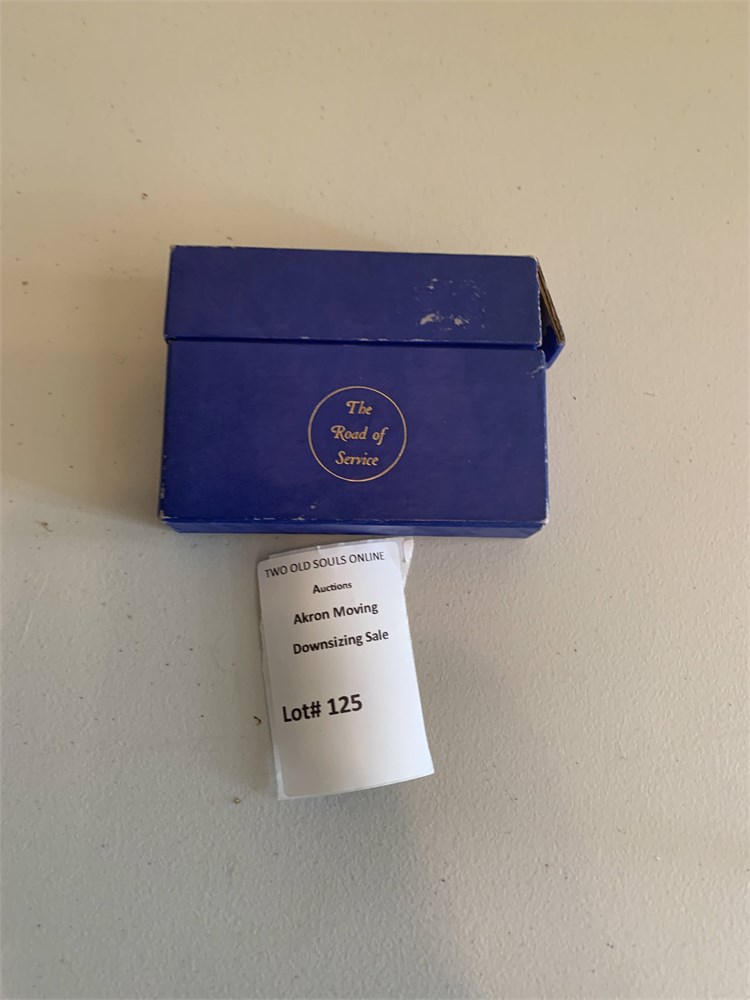 The
Road of
Service
TWO OLD SOULS ONLINE
Auctions
Akron Moving
Downsizing Sale
Lot# 125